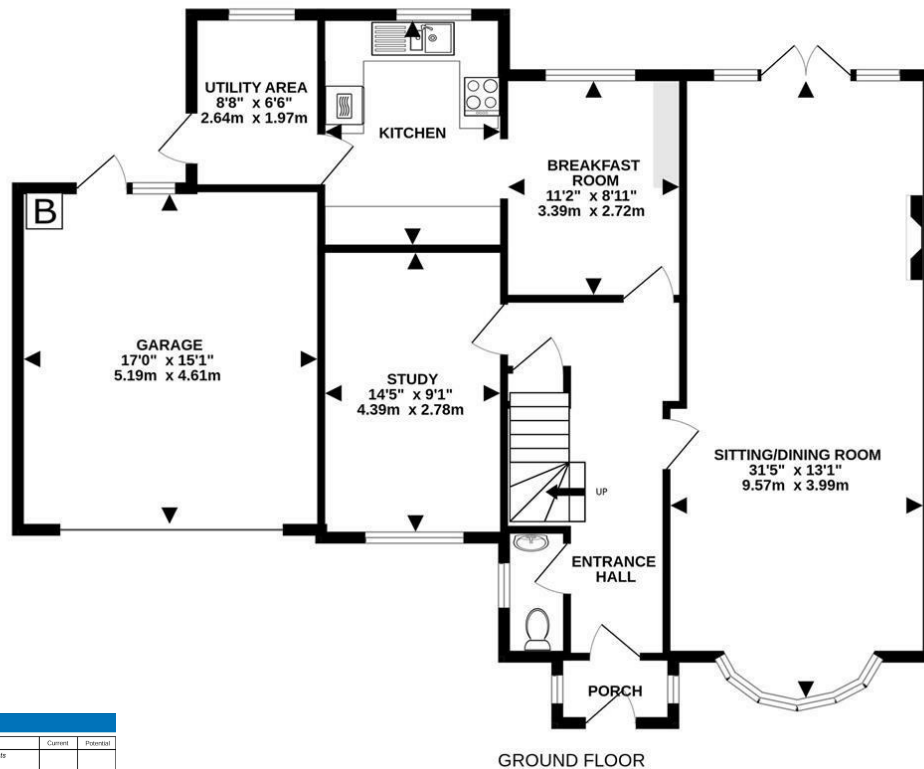 UTILITY AREA
8'8" x 6'6"
2.64m x 1.97m
KITCHEN
BREAKFAST
ROOM
11'2" x 8'11"
3.39m x 2.72m
B
GARAGE
17'0" x 15'1"
5.19m x 4.61m
STUDY
14'5" x 9'1"
4.39m x 2.78m
SITTING/DINING ROOM
31'5" x 13'1"
9.57m x 3.99m
UP
ENTRANCE
HALL
PORCH
Current Potential
GROUND FLOOR